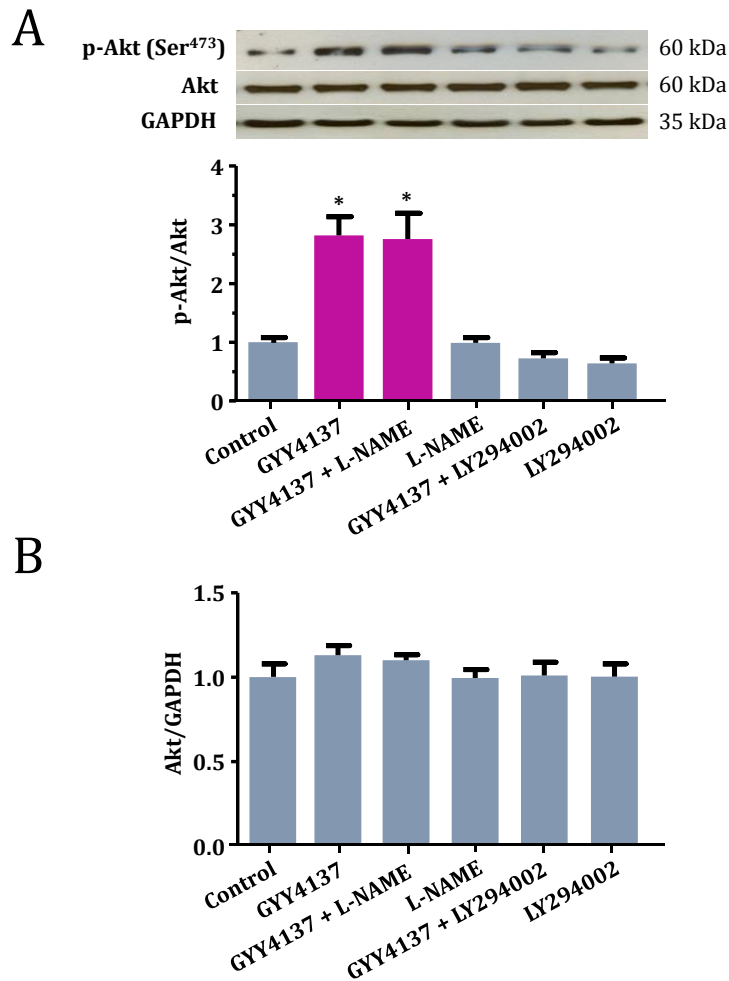 A
p-Akt (Ser⁴⁷³) 60 kDa
Akt 60 kDa
GAPDH 35 kDa
p-Akt/Akt
4
3
2
1
0
* *
Control
GYY4137
GYY4137 + L-NAME
L-NAME
GYY4137 + LY294002
LY294002
B
Akt/GAPDH
1.5
1.0
0.5
0.0
Control
GYY4137
GYY4137 + L-NAME
L-NAME
GYY4137 + LY294002
LY294002